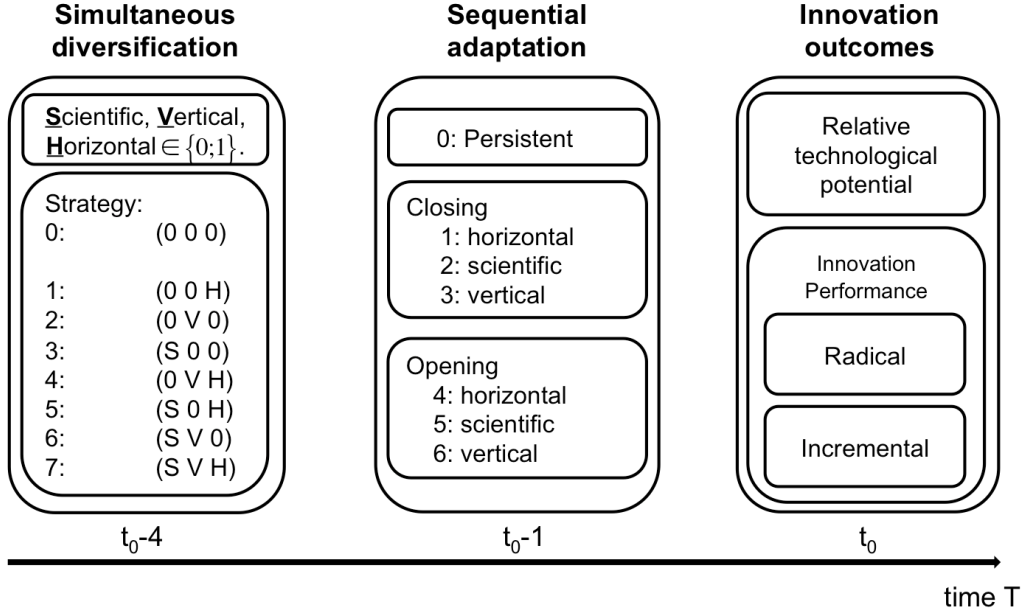 Simultaneous
diversification
Scientific, Vertical,
Horizontal ∈ {0;1}.
Strategy:
0: (0 0 0)
1: (0 0 H)
2: (0 V 0)
3: (S 0 0)
4: (0 V H)
5: (S 0 H)
6: (S V 0)
7: (S V H)
t₀-4
Sequential
adaptation
0: Persistent
Closing
1: horizontal
2: scientific
3: vertical
Opening
4: horizontal
5: scientific
6: vertical
t₀-1
Innovation
outcomes
Relative
technological
potential
Innovation
Performance
Radical
Incremental
t₀
time T